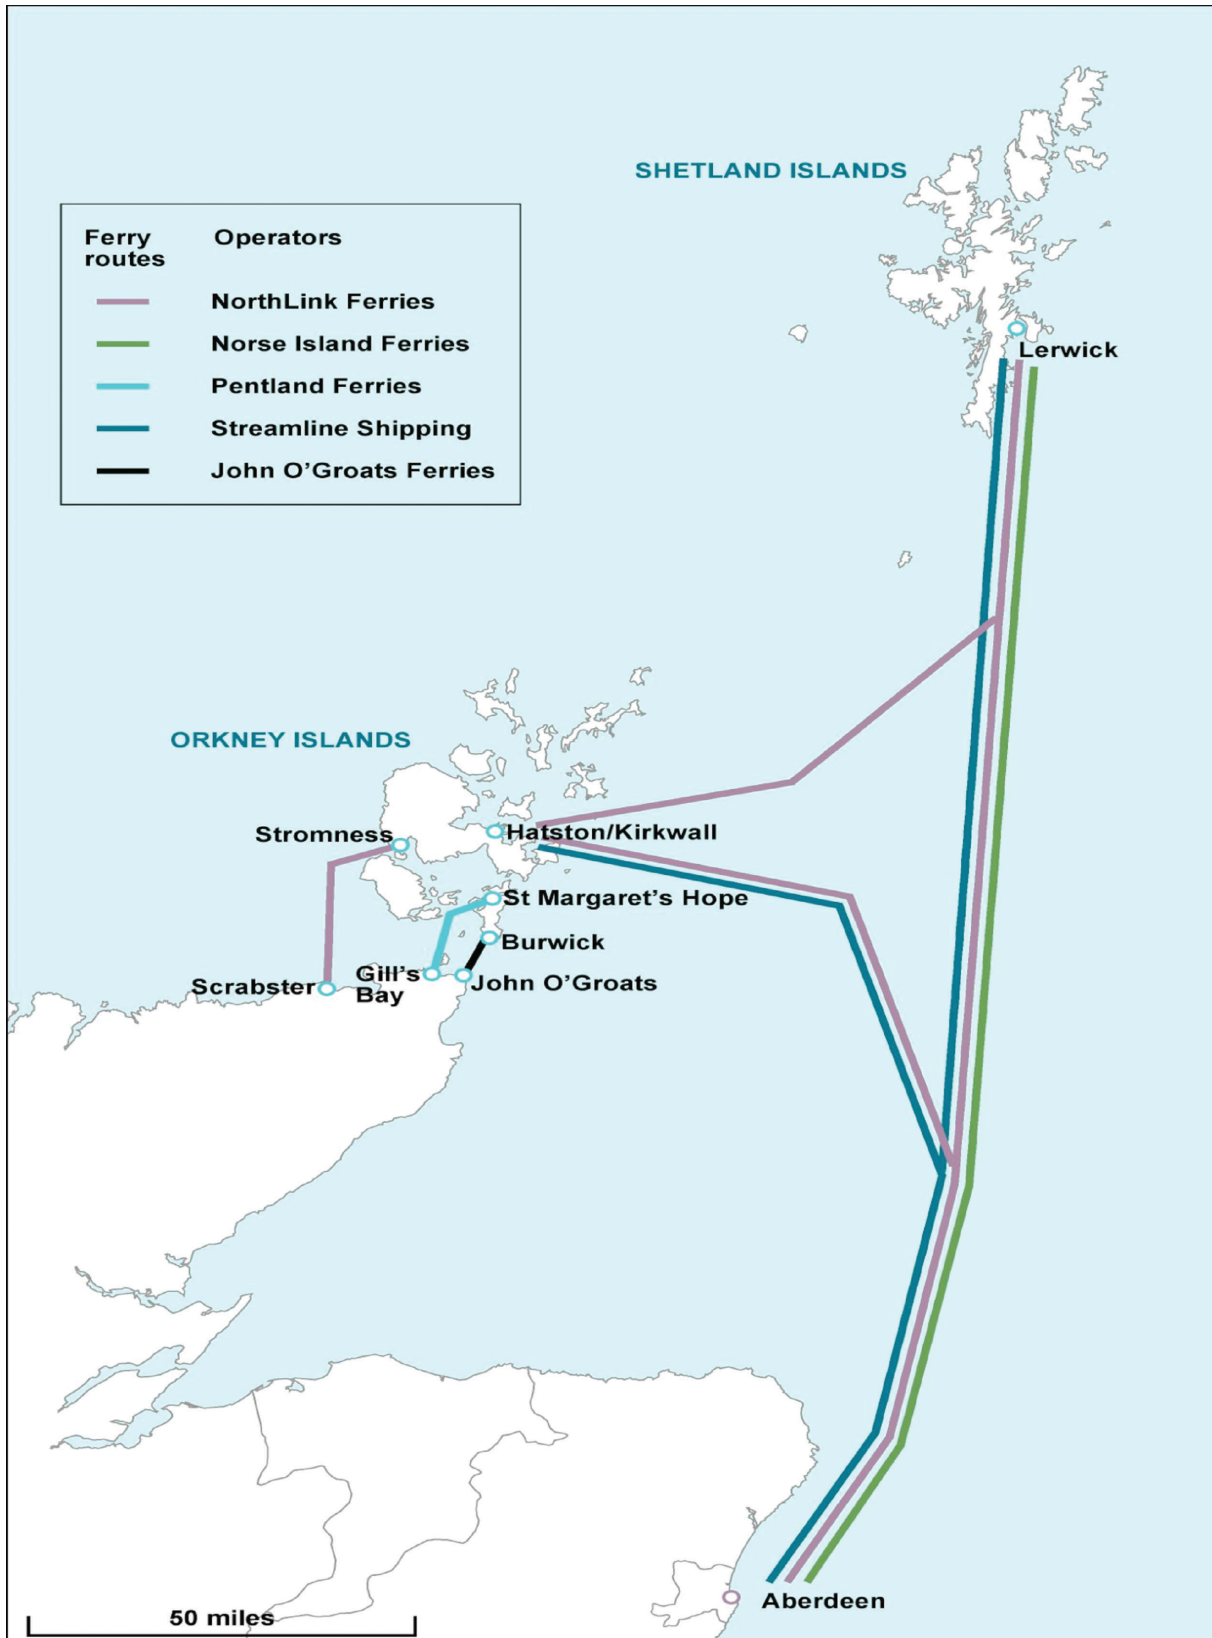 SHETLAND ISLANDS
Ferry Operators
routes
NorthLink Ferries
Norse Island Ferries
Pentland Ferries
Streamline Shipping
John O'Groats Ferries
Lerwick
ORKNEY ISLANDS
Stromness
Hatston/Kirkwall
St Margaret's Hope
Burwick
Scrabster
Gill's
Bay
John O'Groats
Aberdeen
50 miles